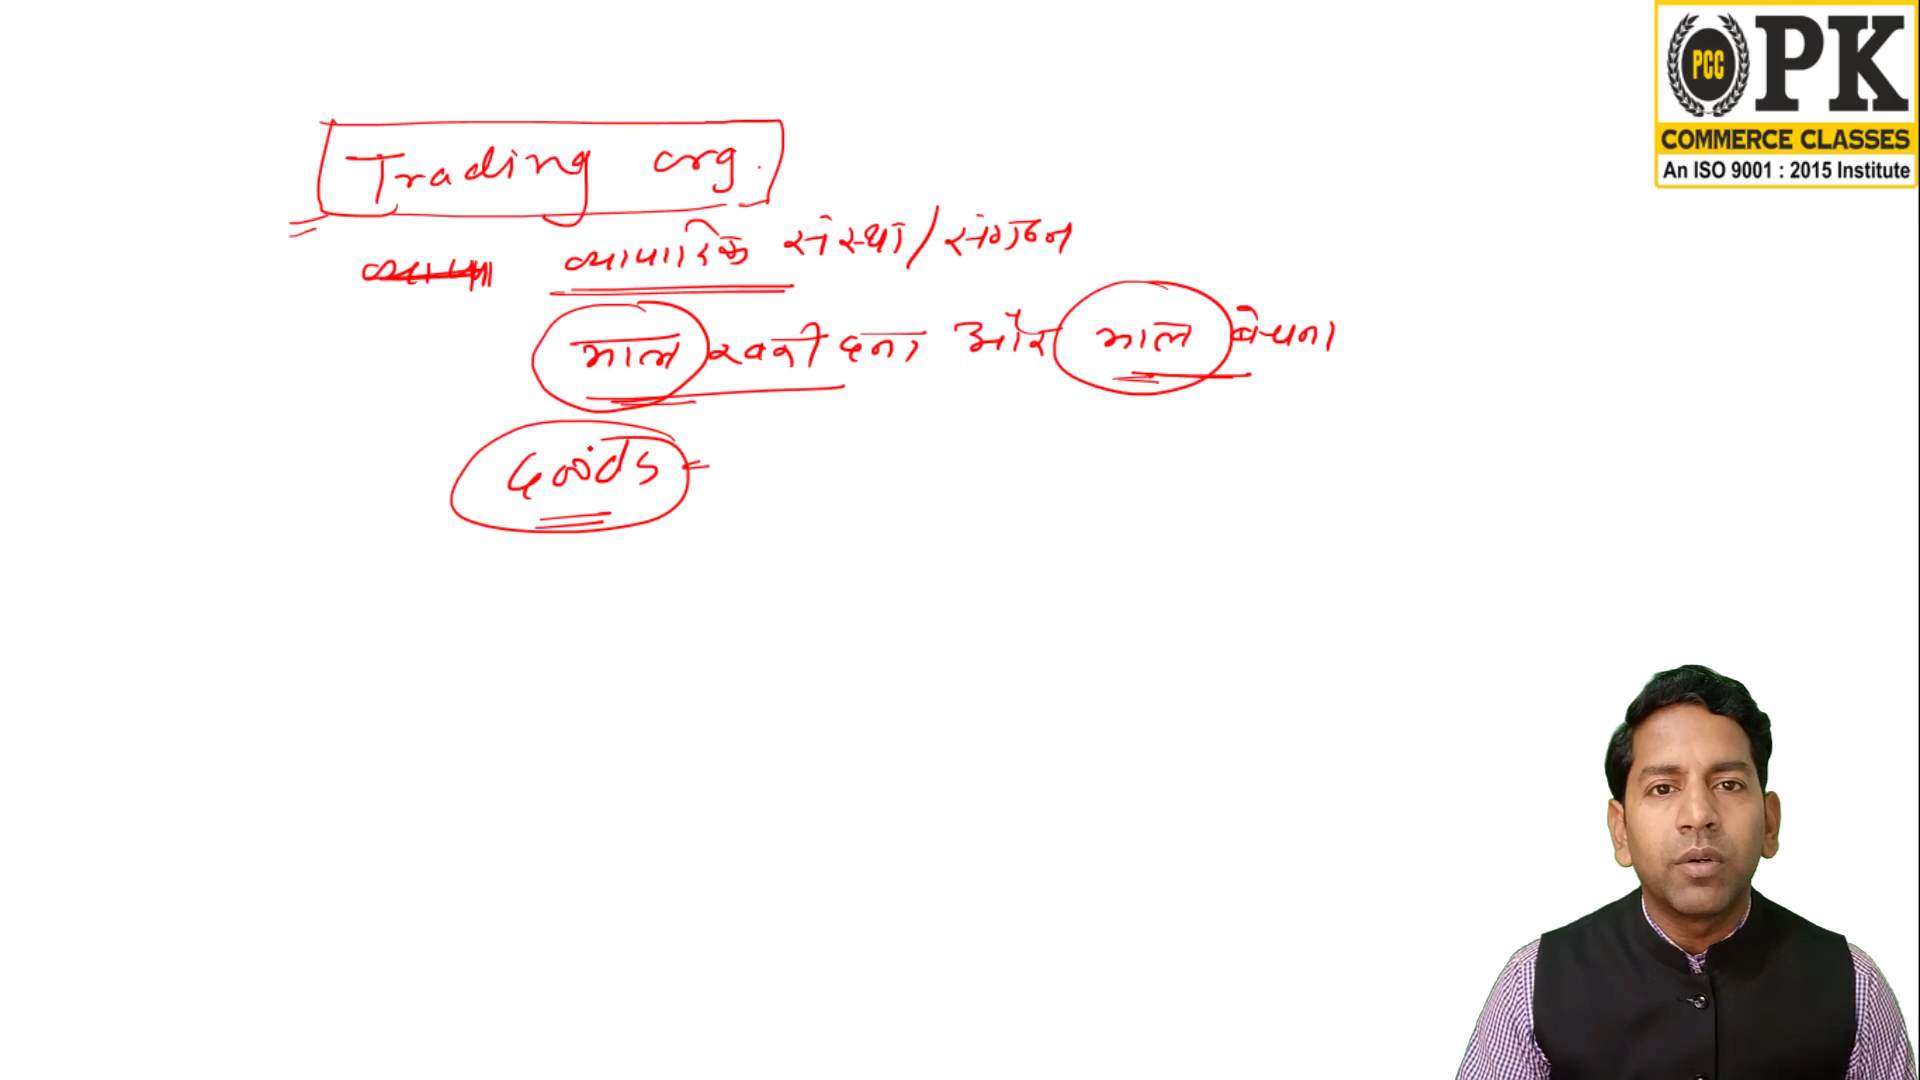 PCC PK
COMMERCE CLASSES
An ISO 9001 : 2015 Institute
Trading org.
व्यापारिक संस्था/संगठन
माल खरीदना और माल बेचना
Goods =